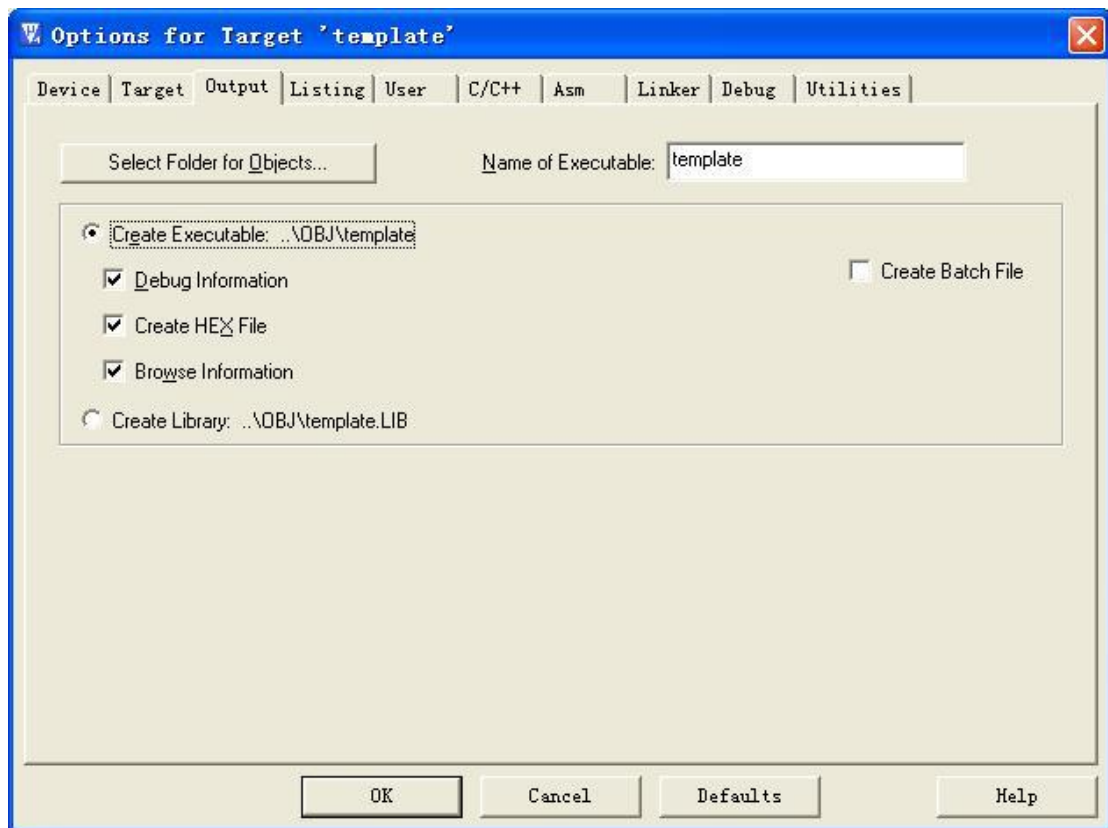 Options for Target 'template'
Device Target Output Listing User C/C++ Asm Linker Debug Utilities
Select Folder for Objects... Name of Executable: template
Create Executable: ..\OBJ\template
Debug Information Create Batch File
Create HEX File
Browse Information
Create Library: ..\OBJ\template.LIB
OK Cancel Defaults Help